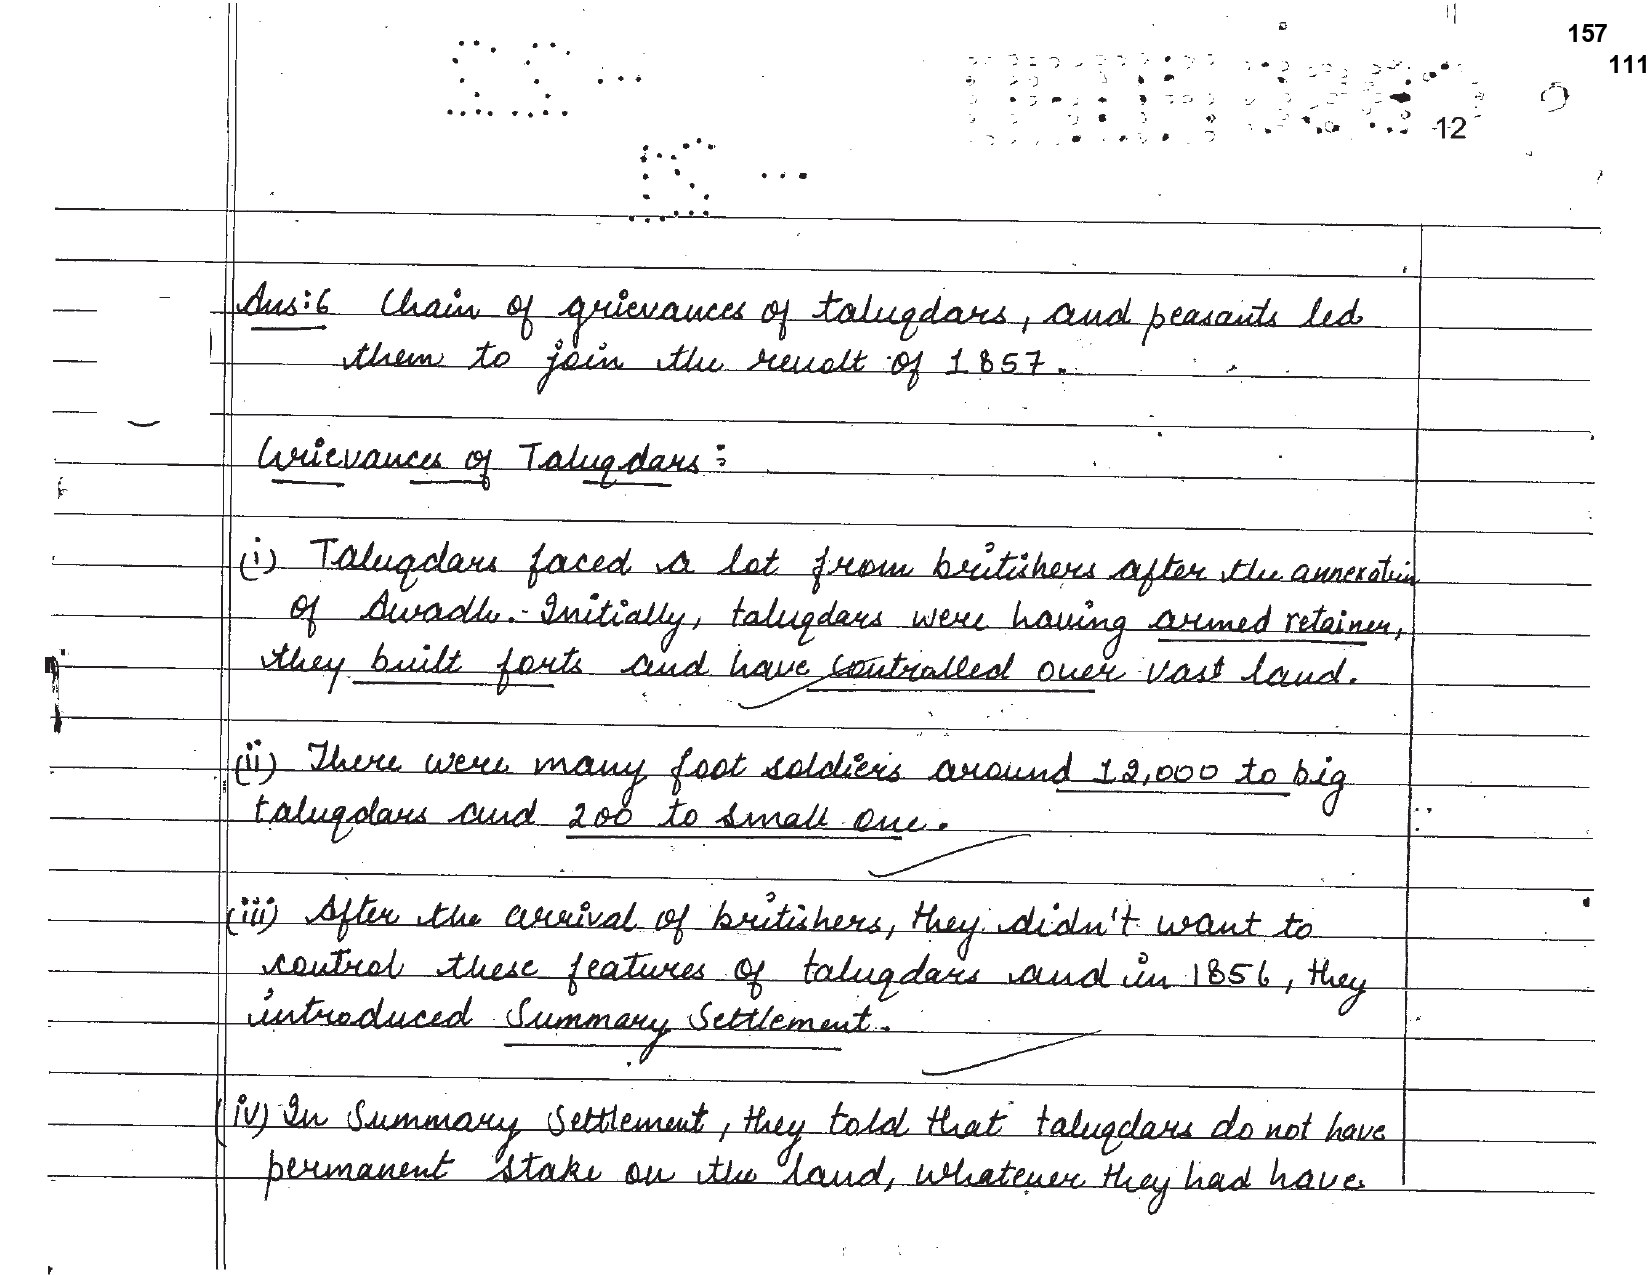 157
111
12
Ans:6 Chain of grievances of taluqdars, and peasants led
them to join the revolt of 1857.
Grievances of Taluqdars:
(i) Taluqdars faced a lot from britishers after the annexation
of Awadh. Initially, taluqdars were having armed retainer,
they built forts and have controlled over vast land.
(ii) There were many foot soldiers around 12,000 to big
taluqdars and 200 to small one.
(iii) After the arrival of britishers, they didn't want to
control these features of taluqdars and in 1856, they
introduced Summary Settlement.
(iv) In Summary Settlement, they told that taluqdars do not have
permanent stake on the land, whatever they had have